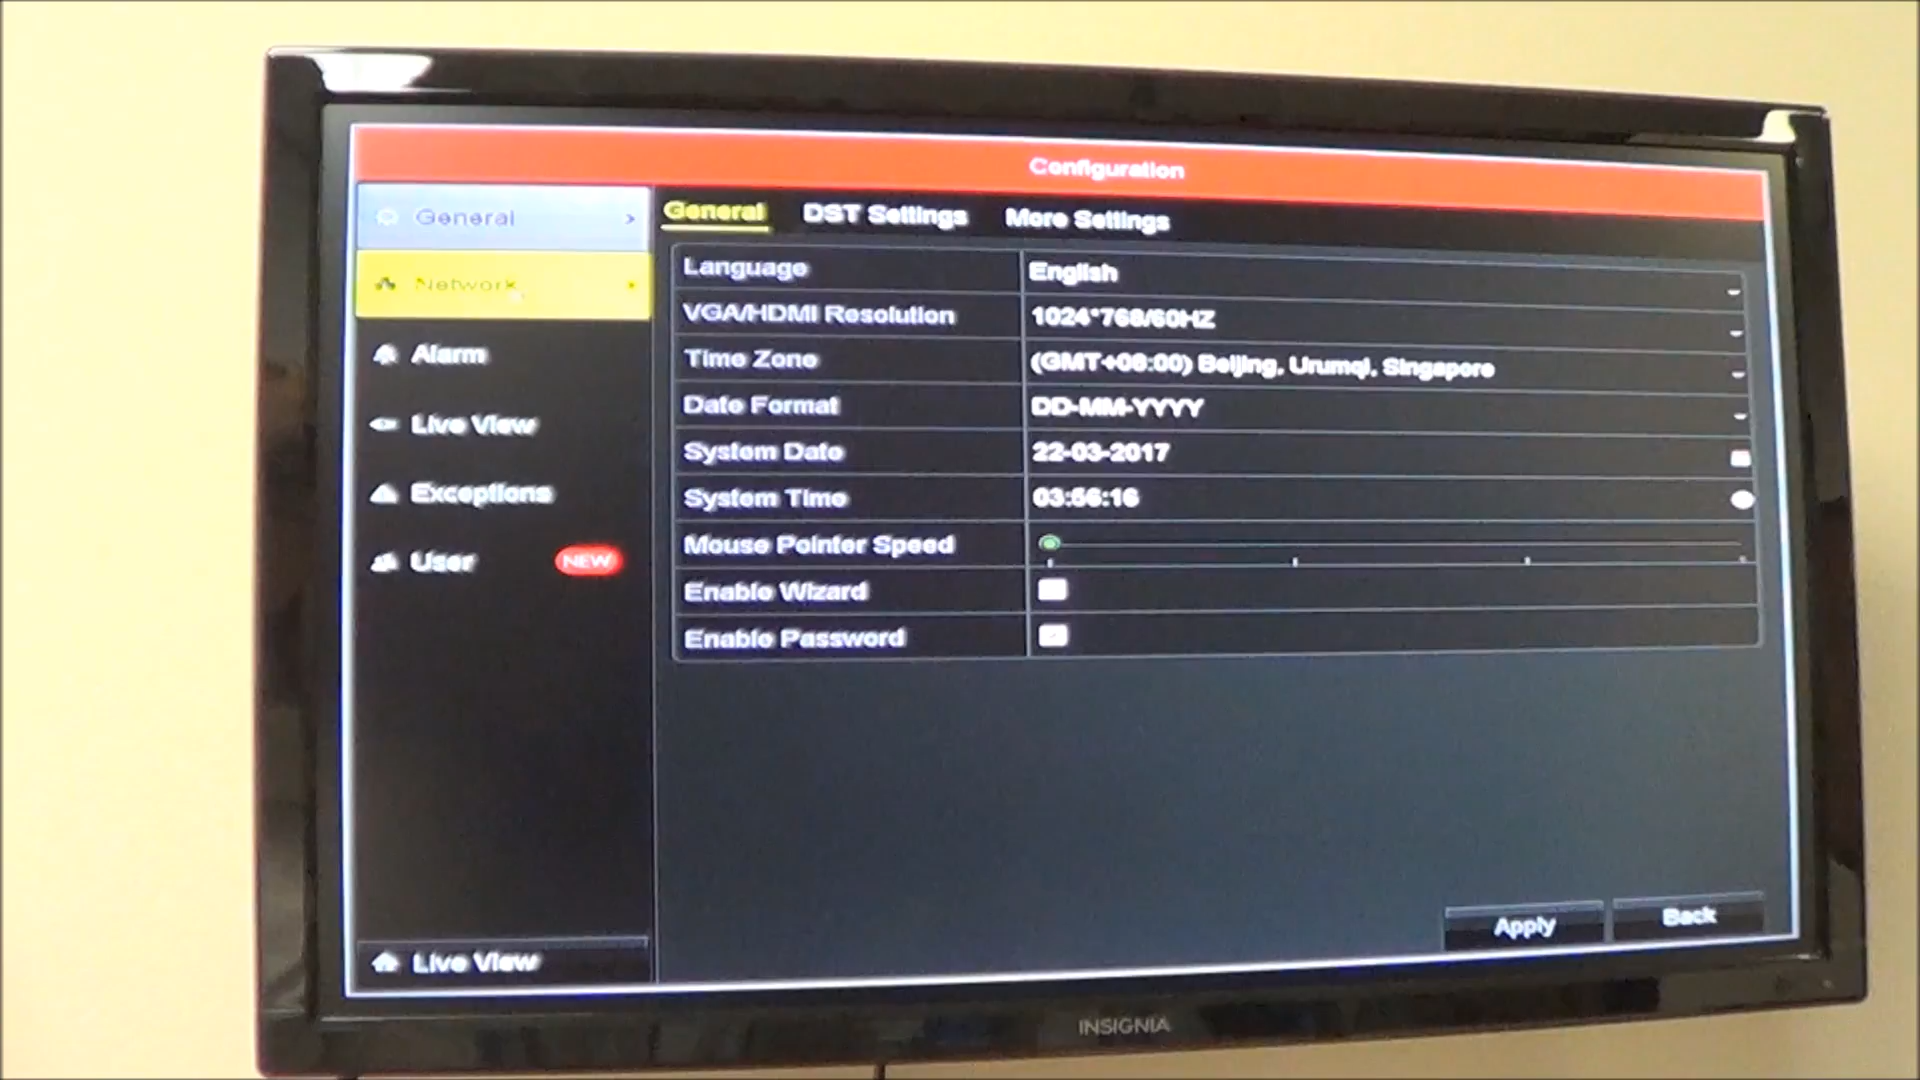 Configuration
General
Network
Alarm
Live View
Exceptions
User NEW
Live View
General DST Settings More Settings
Language English
VGA/HDMI Resolution 1024*768/60HZ
Time Zone (GMT+08:00) Beijing, Urumqi, Singapore
Date Format DD-MM-YYYY
System Date 22-03-2017
System Time 03:56:16
Mouse Pointer Speed
Enable Wizard
Enable Password
Apply Back
INSIGNIA